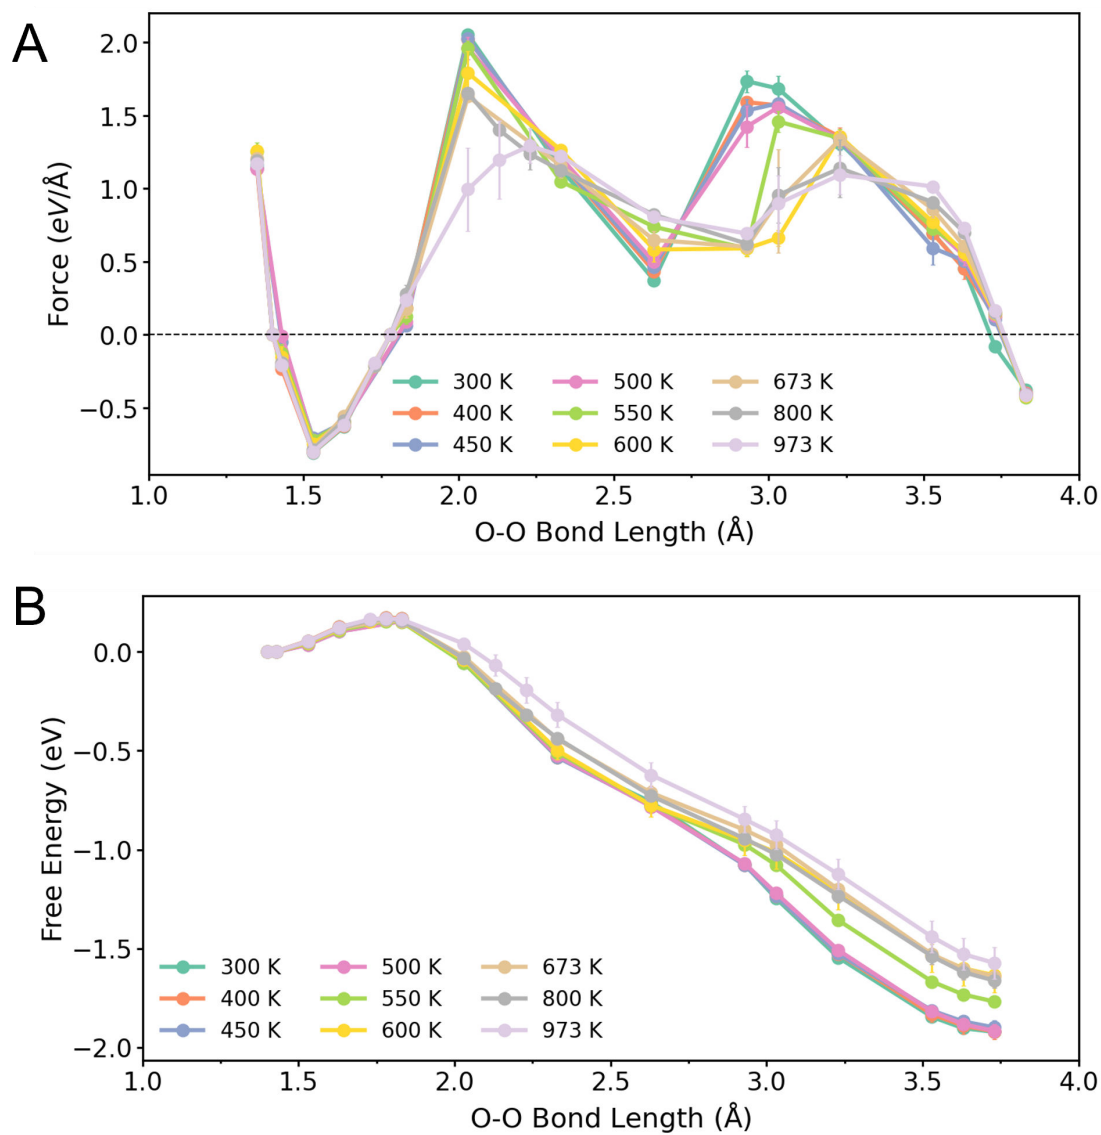 A
Force (eV/Å)
2.0
1.5
1.0
0.5
0.0
−0.5
300 K 500 K 673 K
400 K 550 K 800 K
450 K 600 K 973 K
1.0 1.5 2.0 2.5 3.0 3.5 4.0
O-O Bond Length (Å)
B
Free Energy (eV)
0.0
−0.5
−1.0
−1.5
−2.0
300 K 500 K 673 K
400 K 550 K 800 K
450 K 600 K 973 K
1.0 1.5 2.0 2.5 3.0 3.5 4.0
O-O Bond Length (Å)